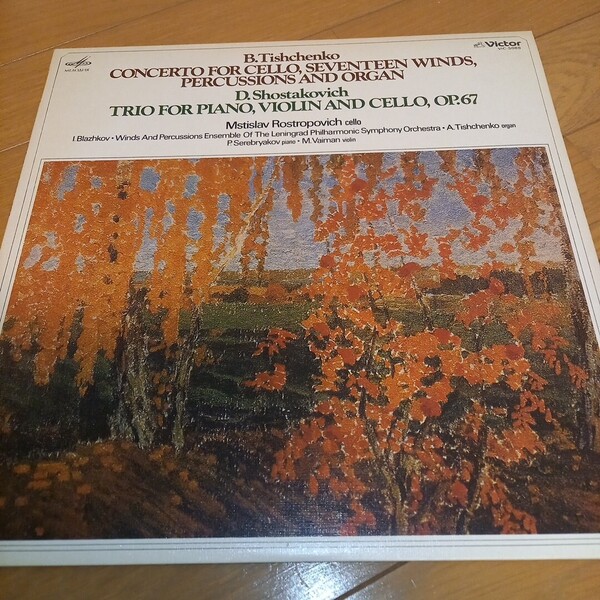 Victor
B.Tishchenko
CONCERTO FOR CELLO, SEVENTEEN WINDS,
PERCUSSIONS AND ORGAN
D.Shostakovich
TRIO FOR PIANO, VIOLIN AND CELLO, OP.67
Mstislav Rostropovich cello
I.Blazhkov • Winds And Percussions Ensemble Of The Leningrad Philharmonic Symphony Orchestra • A.Tishchenko organ
P.Serebryakov piano • M.Vaiman violin